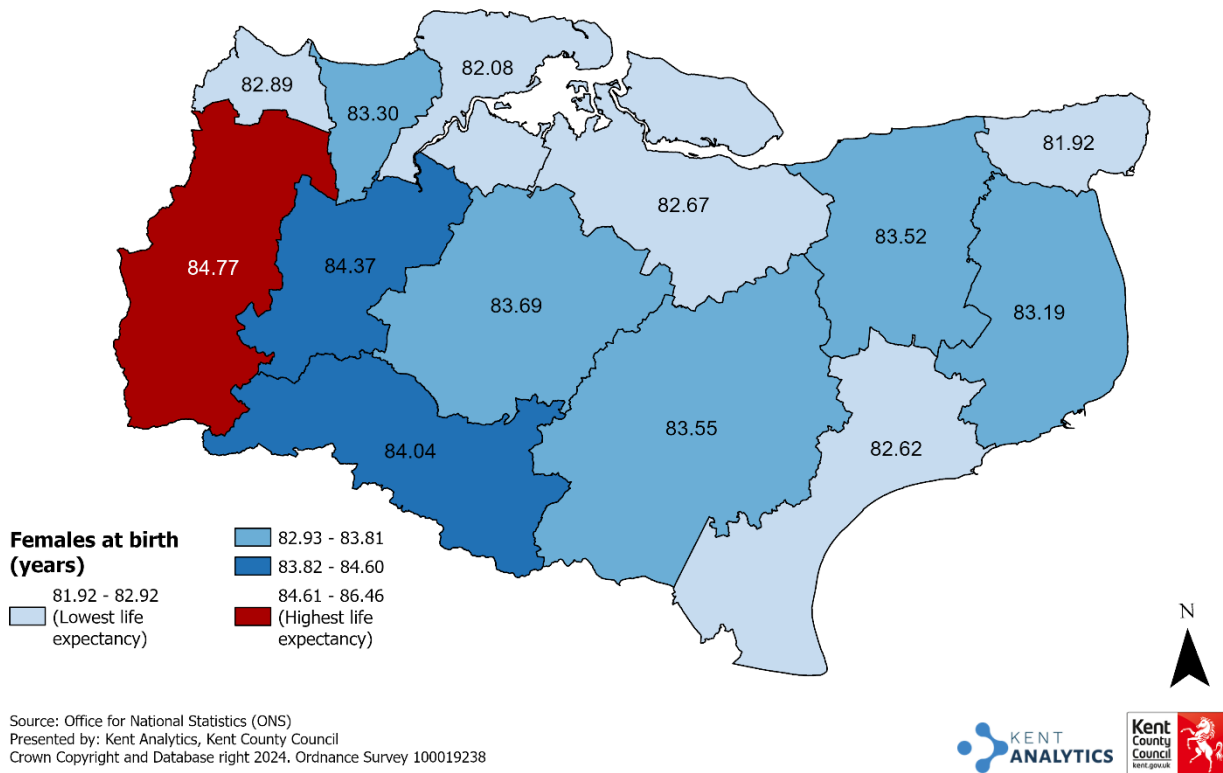 82.08
82.89
83.30
81.92
82.67
83.52
84.77
84.37
83.69
83.19
83.55
84.04
82.62
Females at birth
(years)
81.92 - 82.92
(Lowest life
expectancy)
82.93 - 83.81
83.82 - 84.60
84.61 - 86.46
(Highest life
expectancy)
N
Source: Office for National Statistics (ONS)
Presented by: Kent Analytics, Kent County Council
Crown Copyright and Database right 2024. Ordnance Survey 100019238
KENT
ANALYTICS
Kent
County
Council
kent.gov.uk